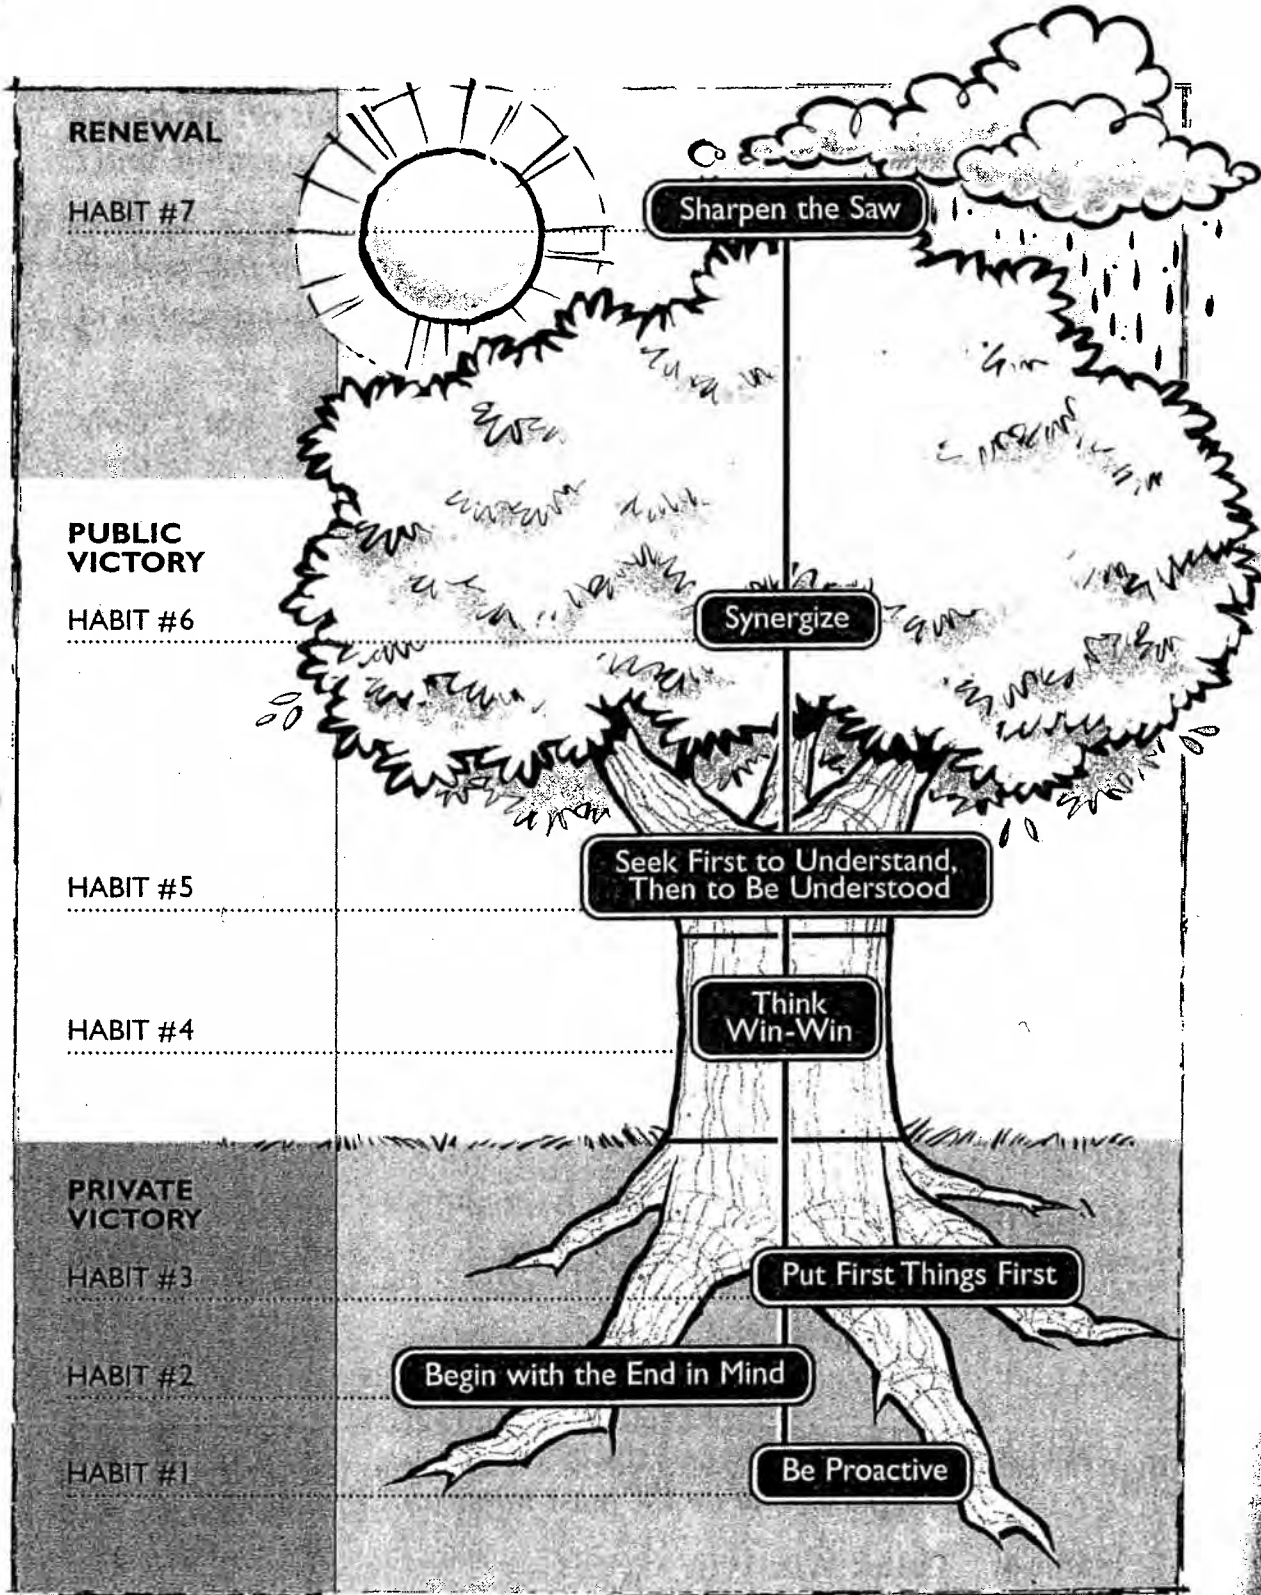 RENEWAL
HABIT #7
Sharpen the Saw
PUBLIC
VICTORY
HABIT #6
Synergize
HABIT #5
Seek First to Understand,
Then to Be Understood
HABIT #4
Think
Win-Win
PRIVATE
VICTORY
HABIT #3
Put First Things First
HABIT #2
Begin with the End in Mind
HABIT #1
Be Proactive